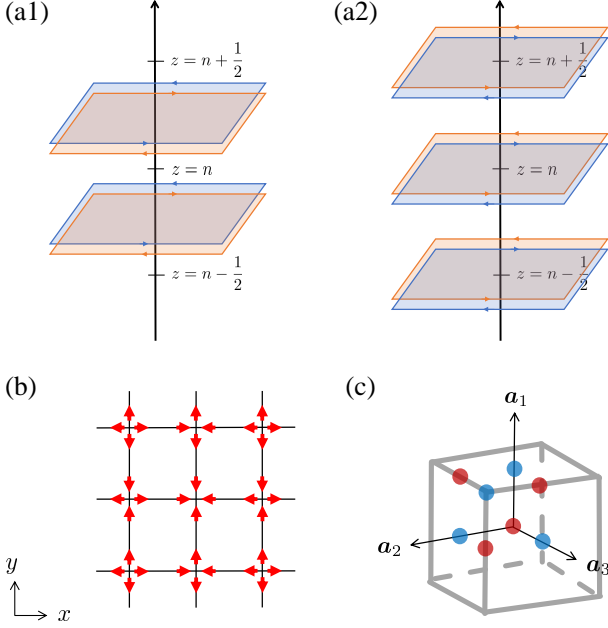 (a1)
(a2)
z = n + 1/2
z = n
z = n - 1/2
z = n + 1/2
z = n
z = n - 1/2
(b)
y
x
(c)
a₁
a₂
a₃